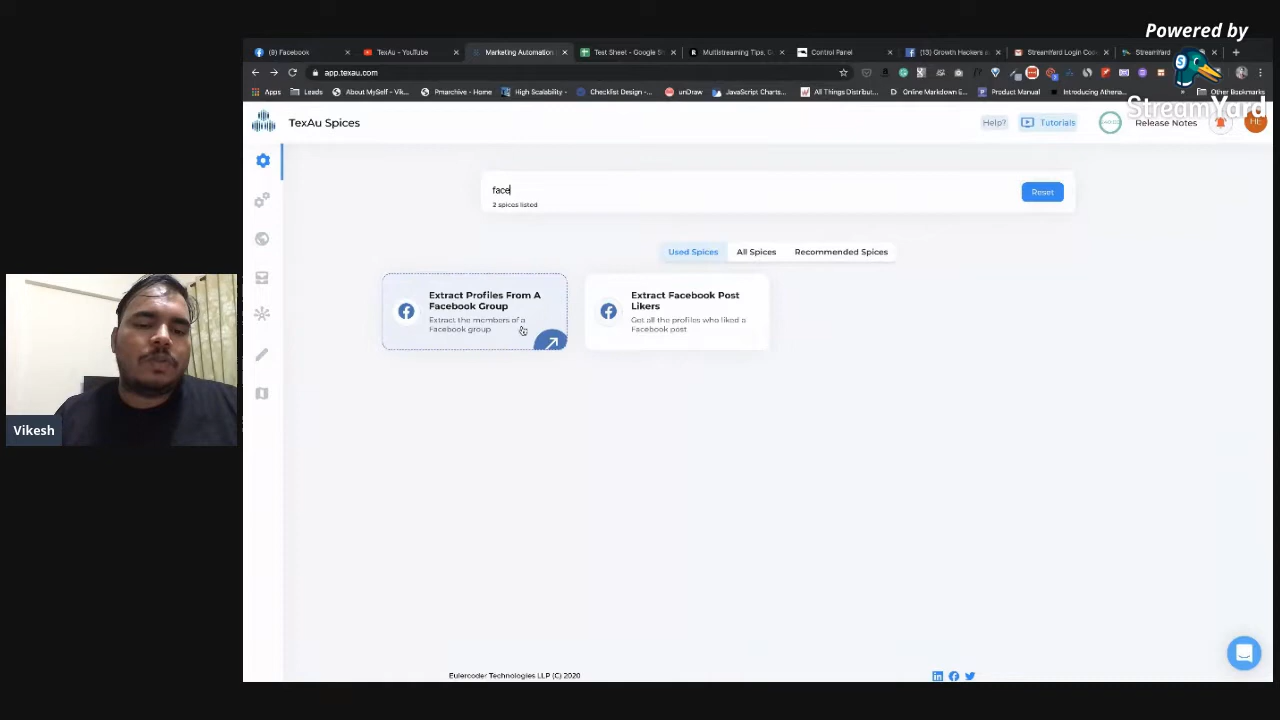 Powered by
StreamYard
(9) Facebook
TexAu - YouTube
Marketing Automation
Test Sheet - Google S
Multistreaming Tips, C
Control Panel
(13) Growth Hackers
StreamYard Login Code
StreamYard
app.texau.com
Apps
Leads
About MySelf - Vik...
Pmarchive - Home
High Scalability -
Checklist Design -...
unDraw
JavaScript Charts...
All Things Distribut...
Online Markdown E...
Product Manual
Introducing Athena...
Other Bookmarks
TexAu Spices
Help?
Tutorials
Release Notes
face
2 spices listed
Reset
Used Spices
All Spices
Recommended Spices
Extract Profiles From A
Facebook Group
Extract the members of a
Facebook group
Extract Facebook Post
Likers
Get all the profiles who liked a
Facebook post
Vikesh
Eulercoder Technologies LLP (C) 2020